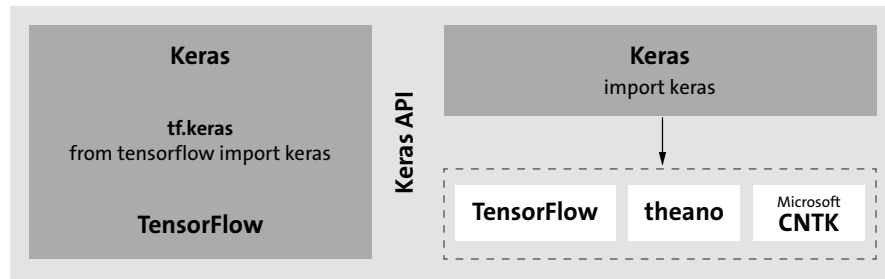 Keras
tf.keras
from tensorflow import keras
TensorFlow
Keras API
Keras
import keras
TensorFlow
theano
Microsoft
CNTK